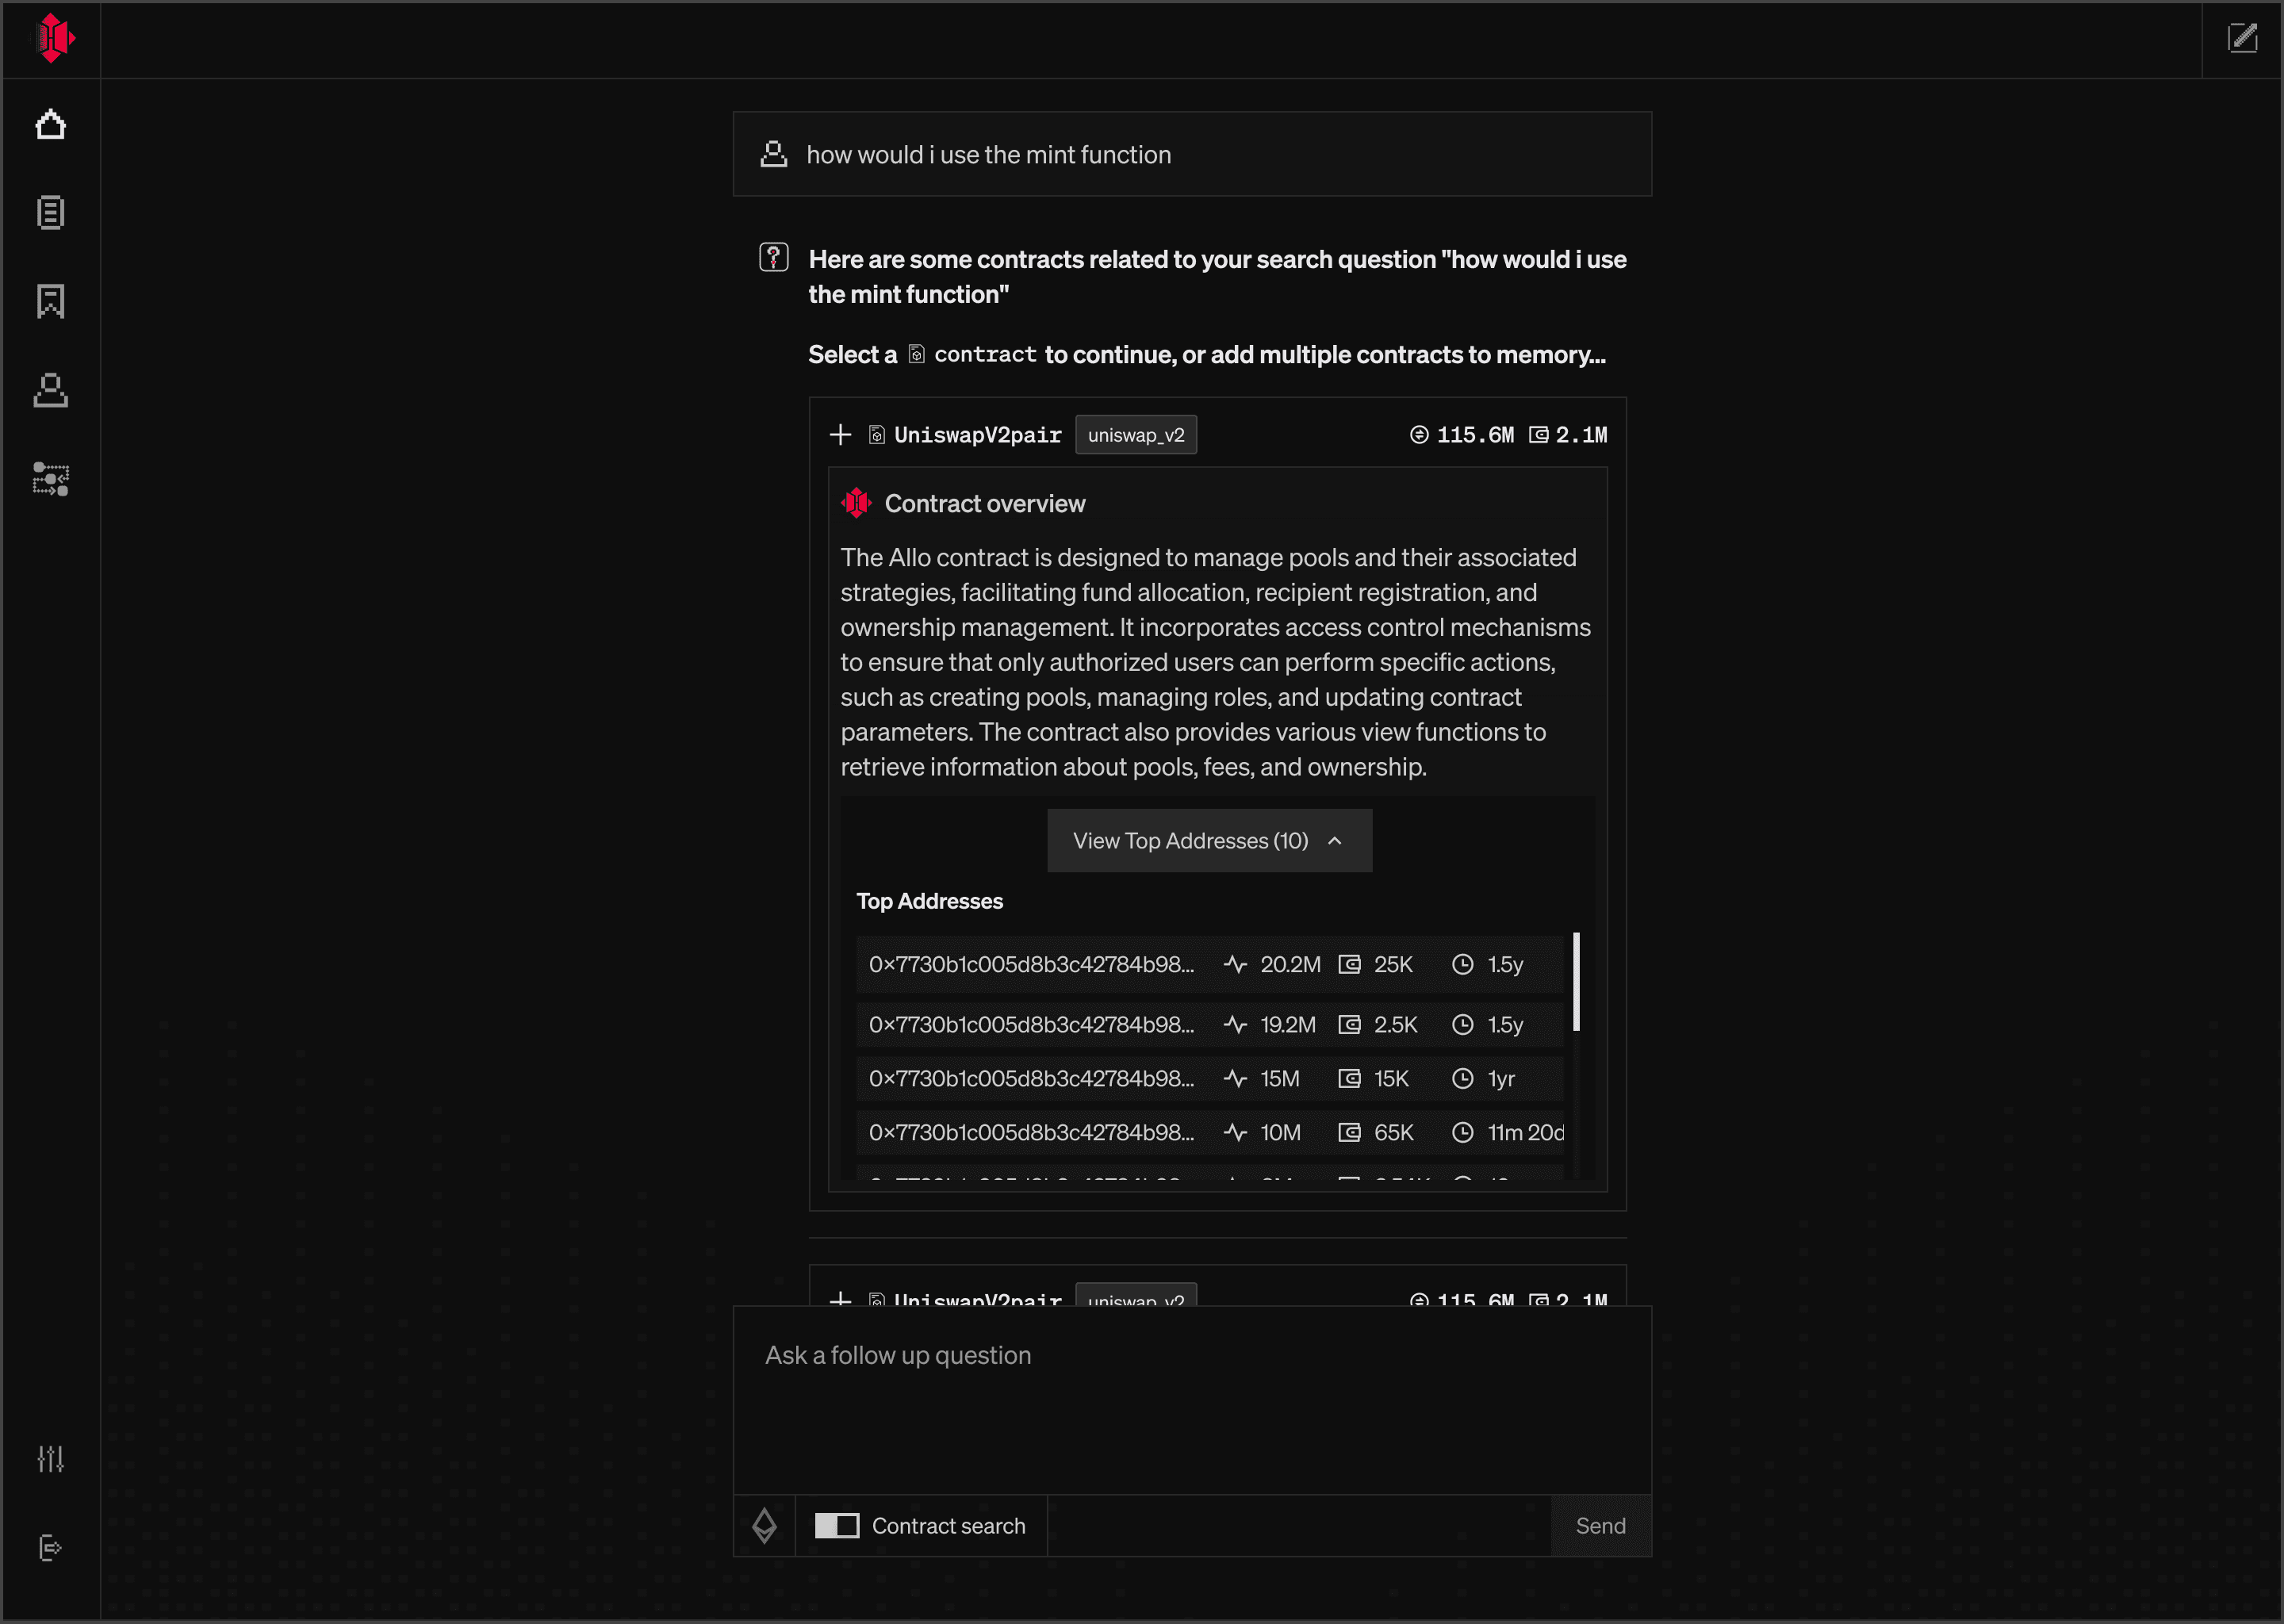 how would i use the mint function
Here are some contracts related to your search question "how would i use
the mint function"
Select a contract to continue, or add multiple contracts to memory...
UniswapV2pair uniswap_v2 115.6M 2.1M
Contract overview
The Allo contract is designed to manage pools and their associated
strategies, facilitating fund allocation, recipient registration, and
ownership management. It incorporates access control mechanisms
to ensure that only authorized users can perform specific actions,
such as creating pools, managing roles, and updating contract
parameters. The contract also provides various view functions to
retrieve information about pools, fees, and ownership.
View Top Addresses (10)
Top Addresses
0x7730b1c005d8b3c42784b98... 20.2M 25K 1.5y
0x7730b1c005d8b3c42784b98... 19.2M 2.5K 1.5y
0x7730b1c005d8b3c42784b98... 15M 15K 1yr
0x7730b1c005d8b3c42784b98... 10M 65K 11m 20d
UniswapV2pair uniswap_v2 115.6M 2.1M
Ask a follow up question
Contract search
Send